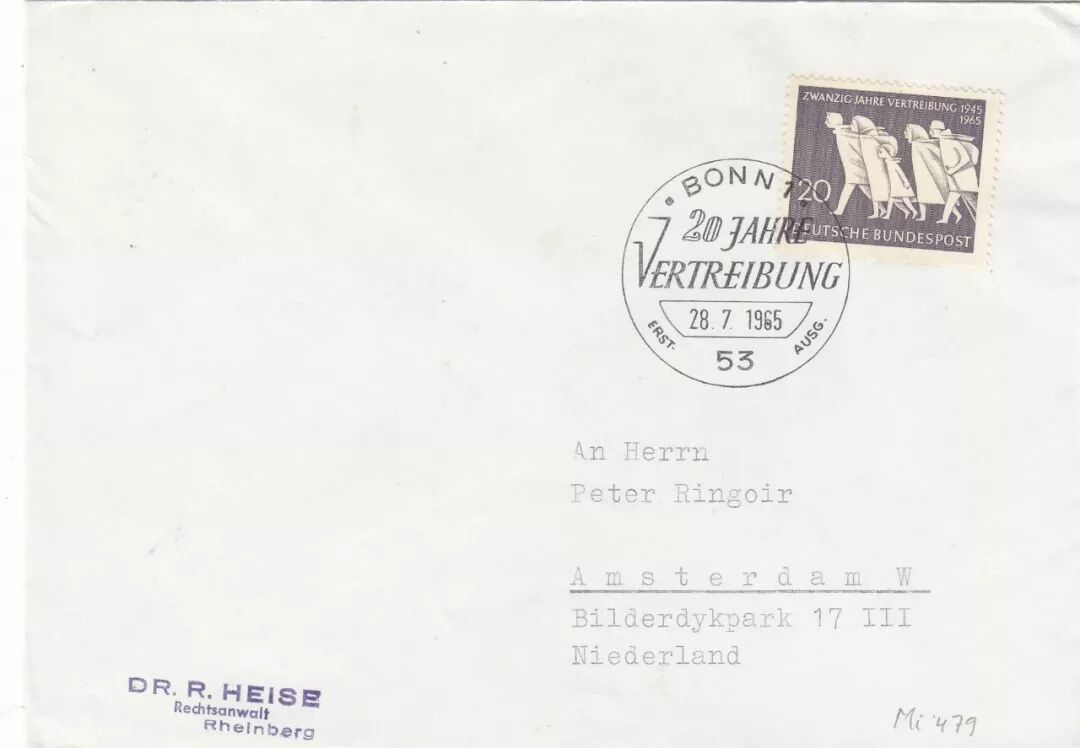 ZWANZIG JAHRE VERTREIBUNG 1945
1965
20
DEUTSCHE BUNDESPOST
BONN 1
20 JAHRE
VERTREIBUNG
28.7.1965
ERST- AUSG.
53
An Herrn
Peter Ringoir
Amsterdam W
Bilderdykpark 17 III
Niederland
DR. R. HEISE
Rechtsanwalt
Rheinberg
Mi 479